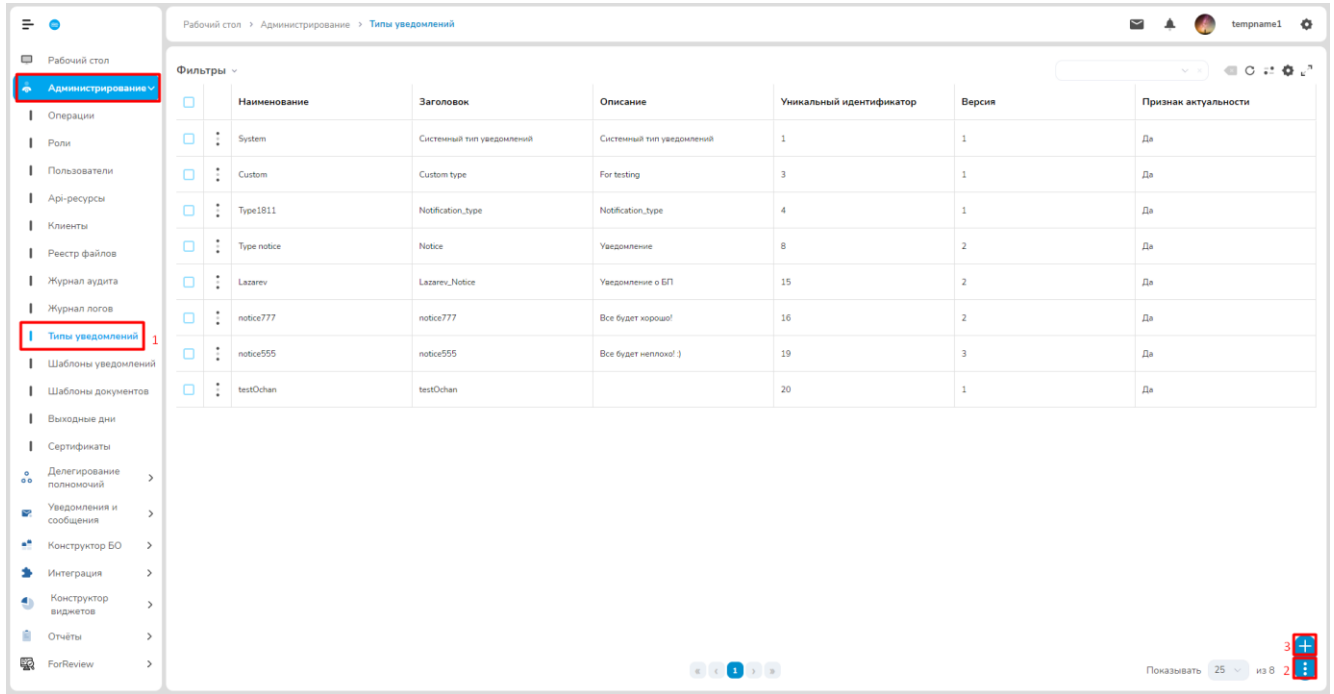 Рабочий стол > Администрирование > Типы уведомлений
tempname1
Рабочий стол
Администрирование
Операции
Роли
Пользователи
Api-ресурсы
Клиенты
Реестр файлов
Журнал аудита
Журнал логов
Типы уведомлений 1
Шаблоны уведомлений
Шаблоны документов
Выходные дни
Сертификаты
Делегирование
полномочий
Уведомления и
сообщения
Конструктор БО
Интеграция
Конструктор
виджетов
Отчёты
ForReview
Фильтры
Наименование Заголовок Описание Уникальный идентификатор Версия Признак актуальности
System Системный тип уведомлений Системный тип уведомлений 1 1 Да
Custom Custom type For testing 3 1 Да
Type1811 Notification_type Notification_type 4 1 Да
Type notice Notice Уведомление 8 2 Да
Lazarev Lazarev_Notice Уведомление о БП 15 2 Да
notice777 notice777 Все будет хорошо! 16 2 Да
notice555 notice555 Все будет неплохо! :) 19 3 Да
testOchan testOchan 20 1 Да
3 +
« < 1 > » Показывать 25 из 8 2